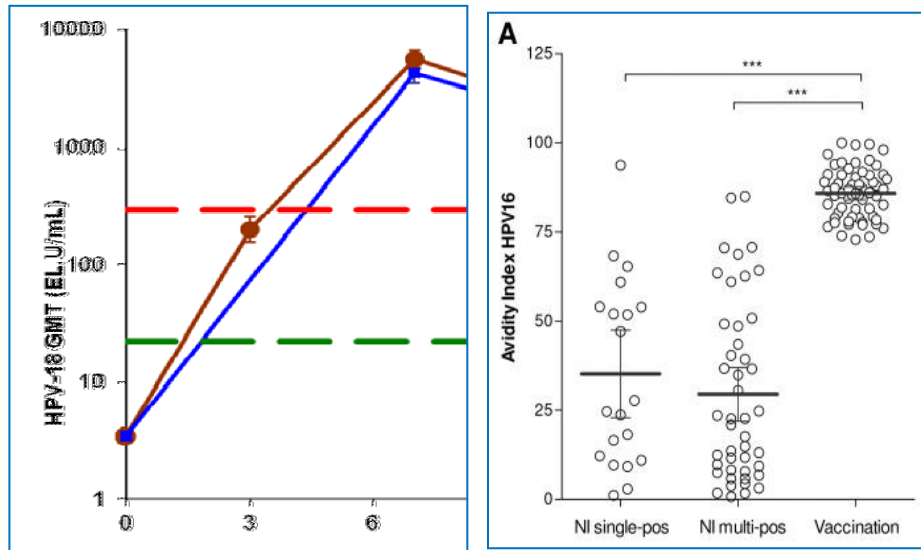 10000
1000
100
10
1
HPV-18 GMT (EL.U/mL)
0
3
6
A
125
100
75
50
25
0
Avidity Index HPV16
***
***
NI single-pos
NI multi-pos
Vaccination